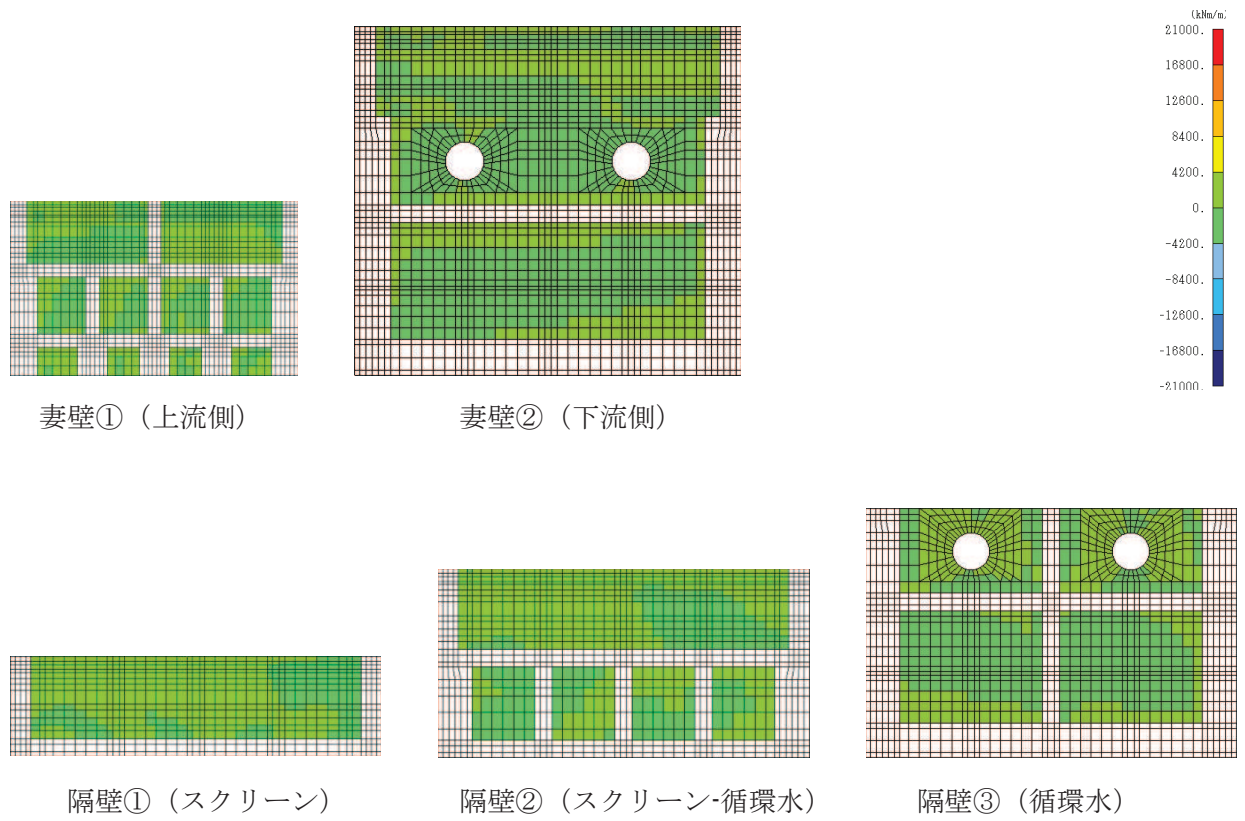 (kNm/m)
21000.
16800.
12600.
8400.
4200.
0.
-4200.
-8400.
-12600.
-16800.
-21000.
妻壁①（上流側）
妻壁②（下流側）
隔壁①（スクリーン）
隔壁②（スクリーン-循環水）
隔壁③（循環水）